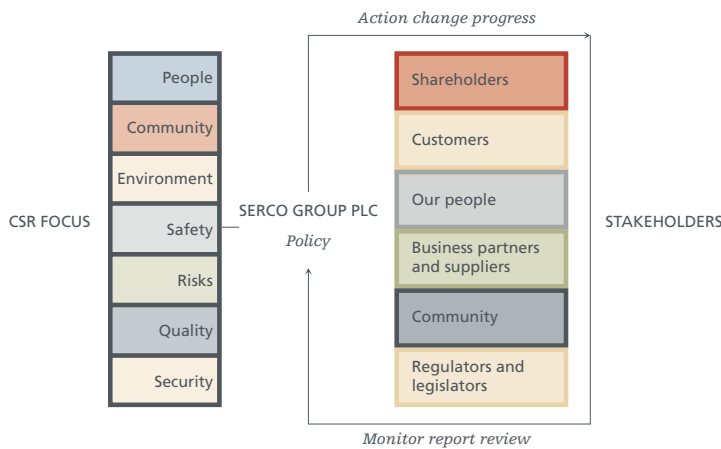 Action change progress
CSR FOCUS
People
Community
Environment
Safety
Risks
Quality
Security
SERCO GROUP PLC
Policy
Shareholders
Customers
Our people
Business partners
and suppliers
Community
Regulators and
legislators
STAKEHOLDERS
Monitor report review